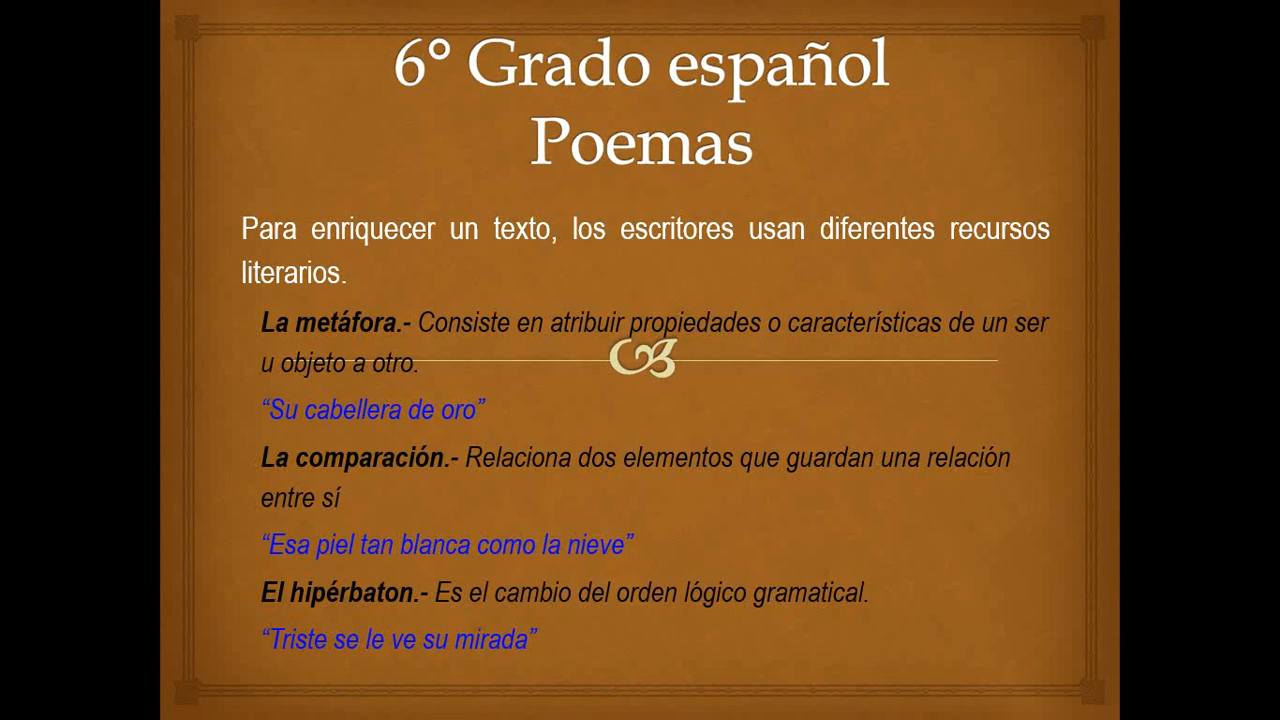 6° Grado español
Poemas
Para enriquecer un texto, los escritores usan diferentes recursos
literarios.
La metáfora.- Consiste en atribuir propiedades o características de un ser
u objeto a otro.
“Su cabellera de oro”
La comparación.- Relaciona dos elementos que guardan una relación
entre sí
“Esa piel tan blanca como la nieve”
El hipérbaton.- Es el cambio del orden lógico gramatical.
“Triste se le ve su mirada”